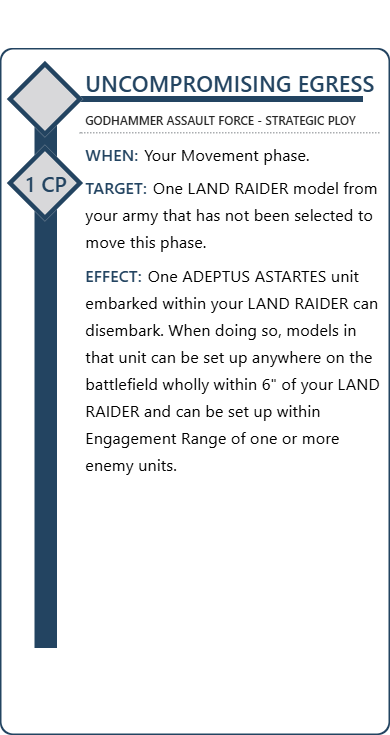 UNCOMPROMISING EGRESS
GODHAMMER ASSAULT FORCE - STRATEGIC PLOY
WHEN: Your Movement phase.
1 CP
TARGET: One LAND RAIDER model from
your army that has not been selected to
move this phase.
EFFECT: One ADEPTUS ASTARTES unit
embarked within your LAND RAIDER can
disembark. When doing so, models in
that unit can be set up anywhere on the
battlefield wholly within 6" of your LAND
RAIDER and can be set up within
Engagement Range of one or more
enemy units.